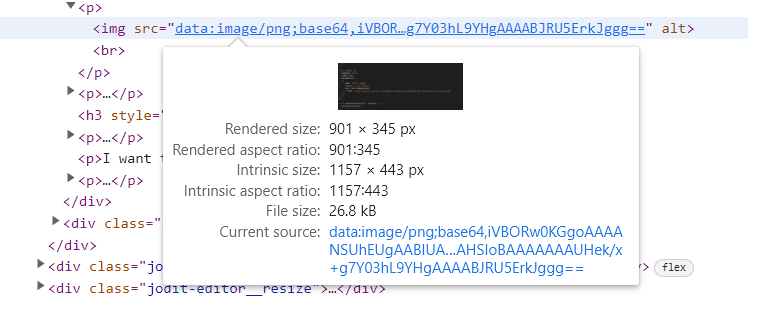 ▼<p>
<img src="data:image/png;base64,iVBOR…g7Y03hL9YHgAAAABJRU5ErkJggg==" alt>
<br>
</p>
▶<p>…</p>
<h3 style="
▶<p>…</p>
<p>I want t
▶<p>…</p>
</div>
▶<div class="
</div>
▶<div class="jo
flex
▶<div class="jodit-editor__resize">…</div>
Rendered size: 901 × 345 px
Rendered aspect ratio: 901:345
Intrinsic size: 1157 × 443 px
Intrinsic aspect ratio: 1157:443
File size: 26.8 kB
Current source: data:image/png;base64,iVBORw0KGgoAAAA
NSUhEUgAABIUA…AHSIoBAAAAAAAUHek/x
+g7Y03hL9YHgAAAABJRU5ErkJggg==